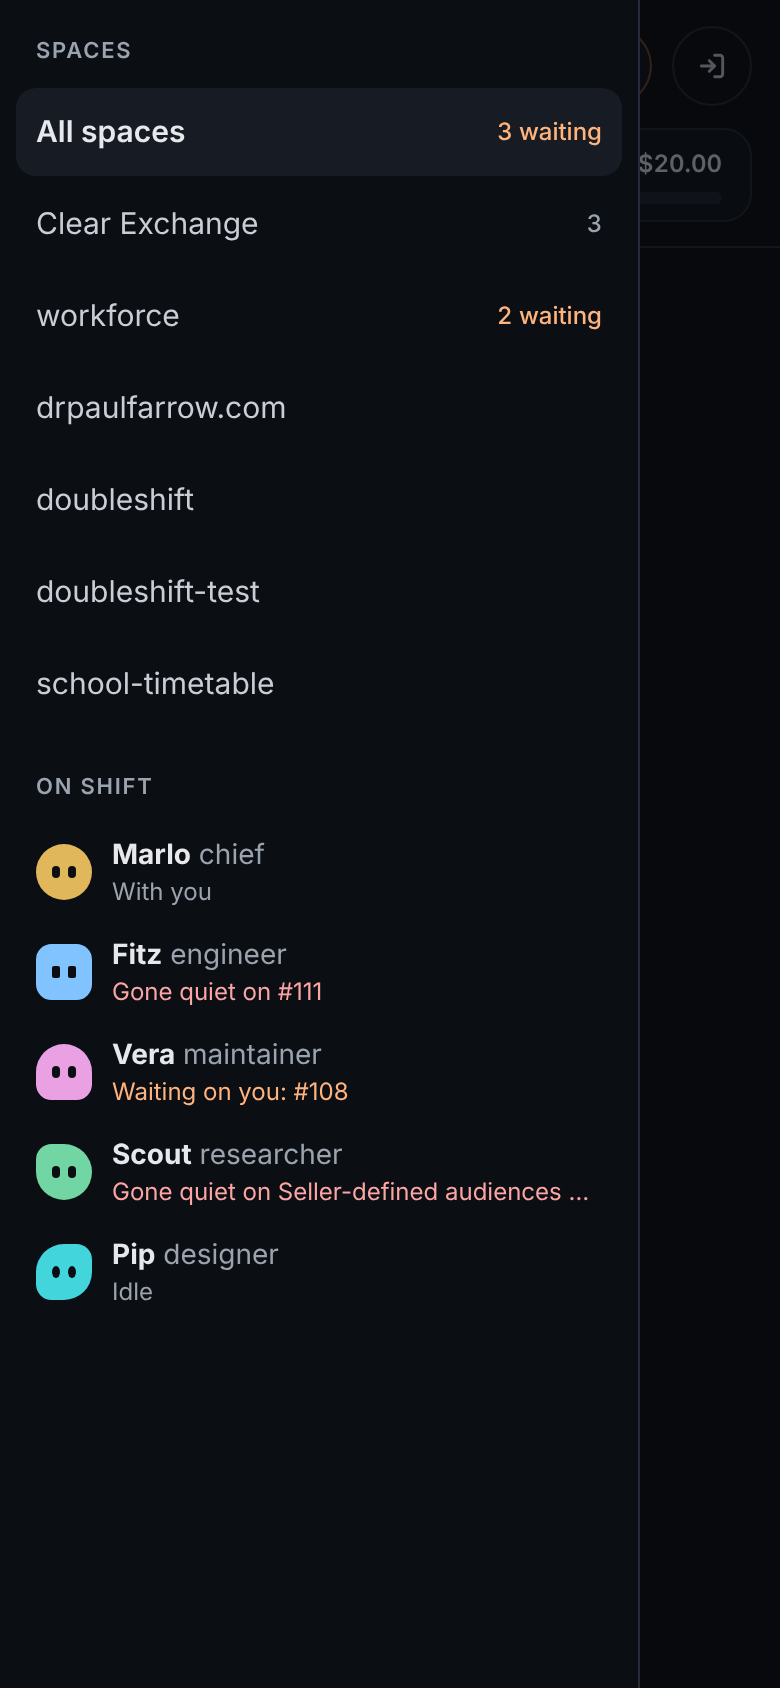 SPACES
All spaces 3 waiting
$20.00
Clear Exchange 3
workforce 2 waiting
drpaulfarrow.com
doubleshift
doubleshift-test
school-timetable
ON SHIFT
Marlo chief
With you
Fitz engineer
Gone quiet on #111
Vera maintainer
Waiting on you: #108
Scout researcher
Gone quiet on Seller-defined audiences ...
Pip designer
Idle